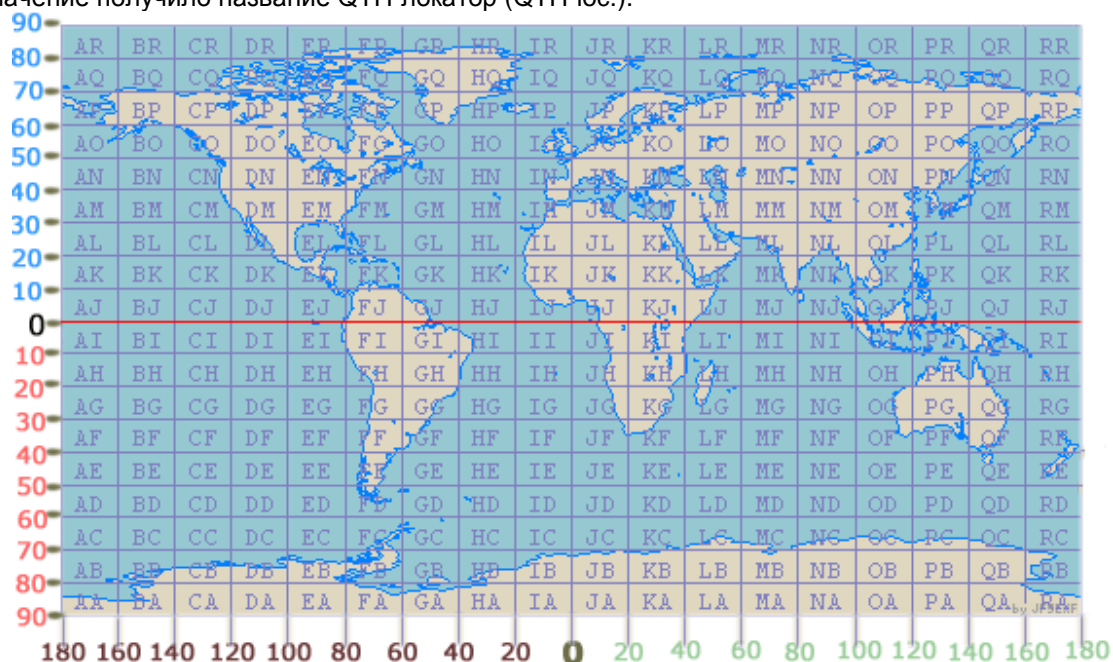 значение получило название QTH-локатор (QTH loc.).
90 AR BR CR DR ER FR GR HR IR JR KR LR MR NR OR PR QR RR
80 AQ BQ CQ FQ GQ HQ IQ JQ KQ LQ MQ NQ OQ PQ QQ RQ
70 AP BP CP DP EP FP GP HP IP JP KP LP MP NP OP PP QP RP
60 AO BO CO DO EO FO GO HO IO JO KO LO MO NO OO PO QO RO
50 AN BN CN DN EN FN GN HN IN JN KN LN MN NN ON PN QN RN
40 AM BM CM DM EM FM GM HM IM JM KM LM MM NM OM PM QM RM
30 AL BL CL DL EL FL GL HL IL JL KL LL ML NL OL PL QL RL
20 AK BK CK DK EK FK GK HK IK JK KK LK MK NK OK PK QK RK
10 AJ BJ CJ DJ EJ FJ GJ HJ IJ JJ KJ LJ MJ NJ OJ PJ QJ RJ
0 AI BI CI DI EI FI GI HI II JI KI LI MI NI OI PI QI RI
10 AH BH CH DH EH FH GH HH IH JH KH LH MH NH OH PH QH RH
20 AG BG CG DG EG FG GG HG IG JG KG LG MG NG OG PG QG RG
30 AF BF CF DF EF FF GF HF IF JF KF LF MF NF OF PF QF RF
40 AE BE CE DE EE FE GE HE IE JE KE LE ME NE OE PE QE RE
50 AD BD CD DD ED FD GD HD ID JD KD LD MD ND OD PD QD RD
60 AC BC CC DC EC FC GC HC IC JC KC LC MC NC OC PC QC RC
70 AB BB CB DB EB FB GB HB IB JB KB LB MB NB OB PB QB RB
80 AA BA CA DA EA FA GA HA IA JA KA LA MA NA OA PA QA RA
90
180 160 140 120 100 80 60 40 20 0 20 40 60 80 100 120 140 160 180